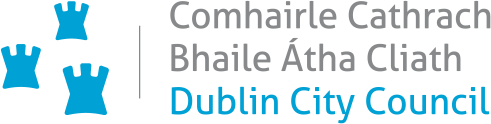 Comhairle Cathrach
Bhaile Átha Cliath
Dublin City Council